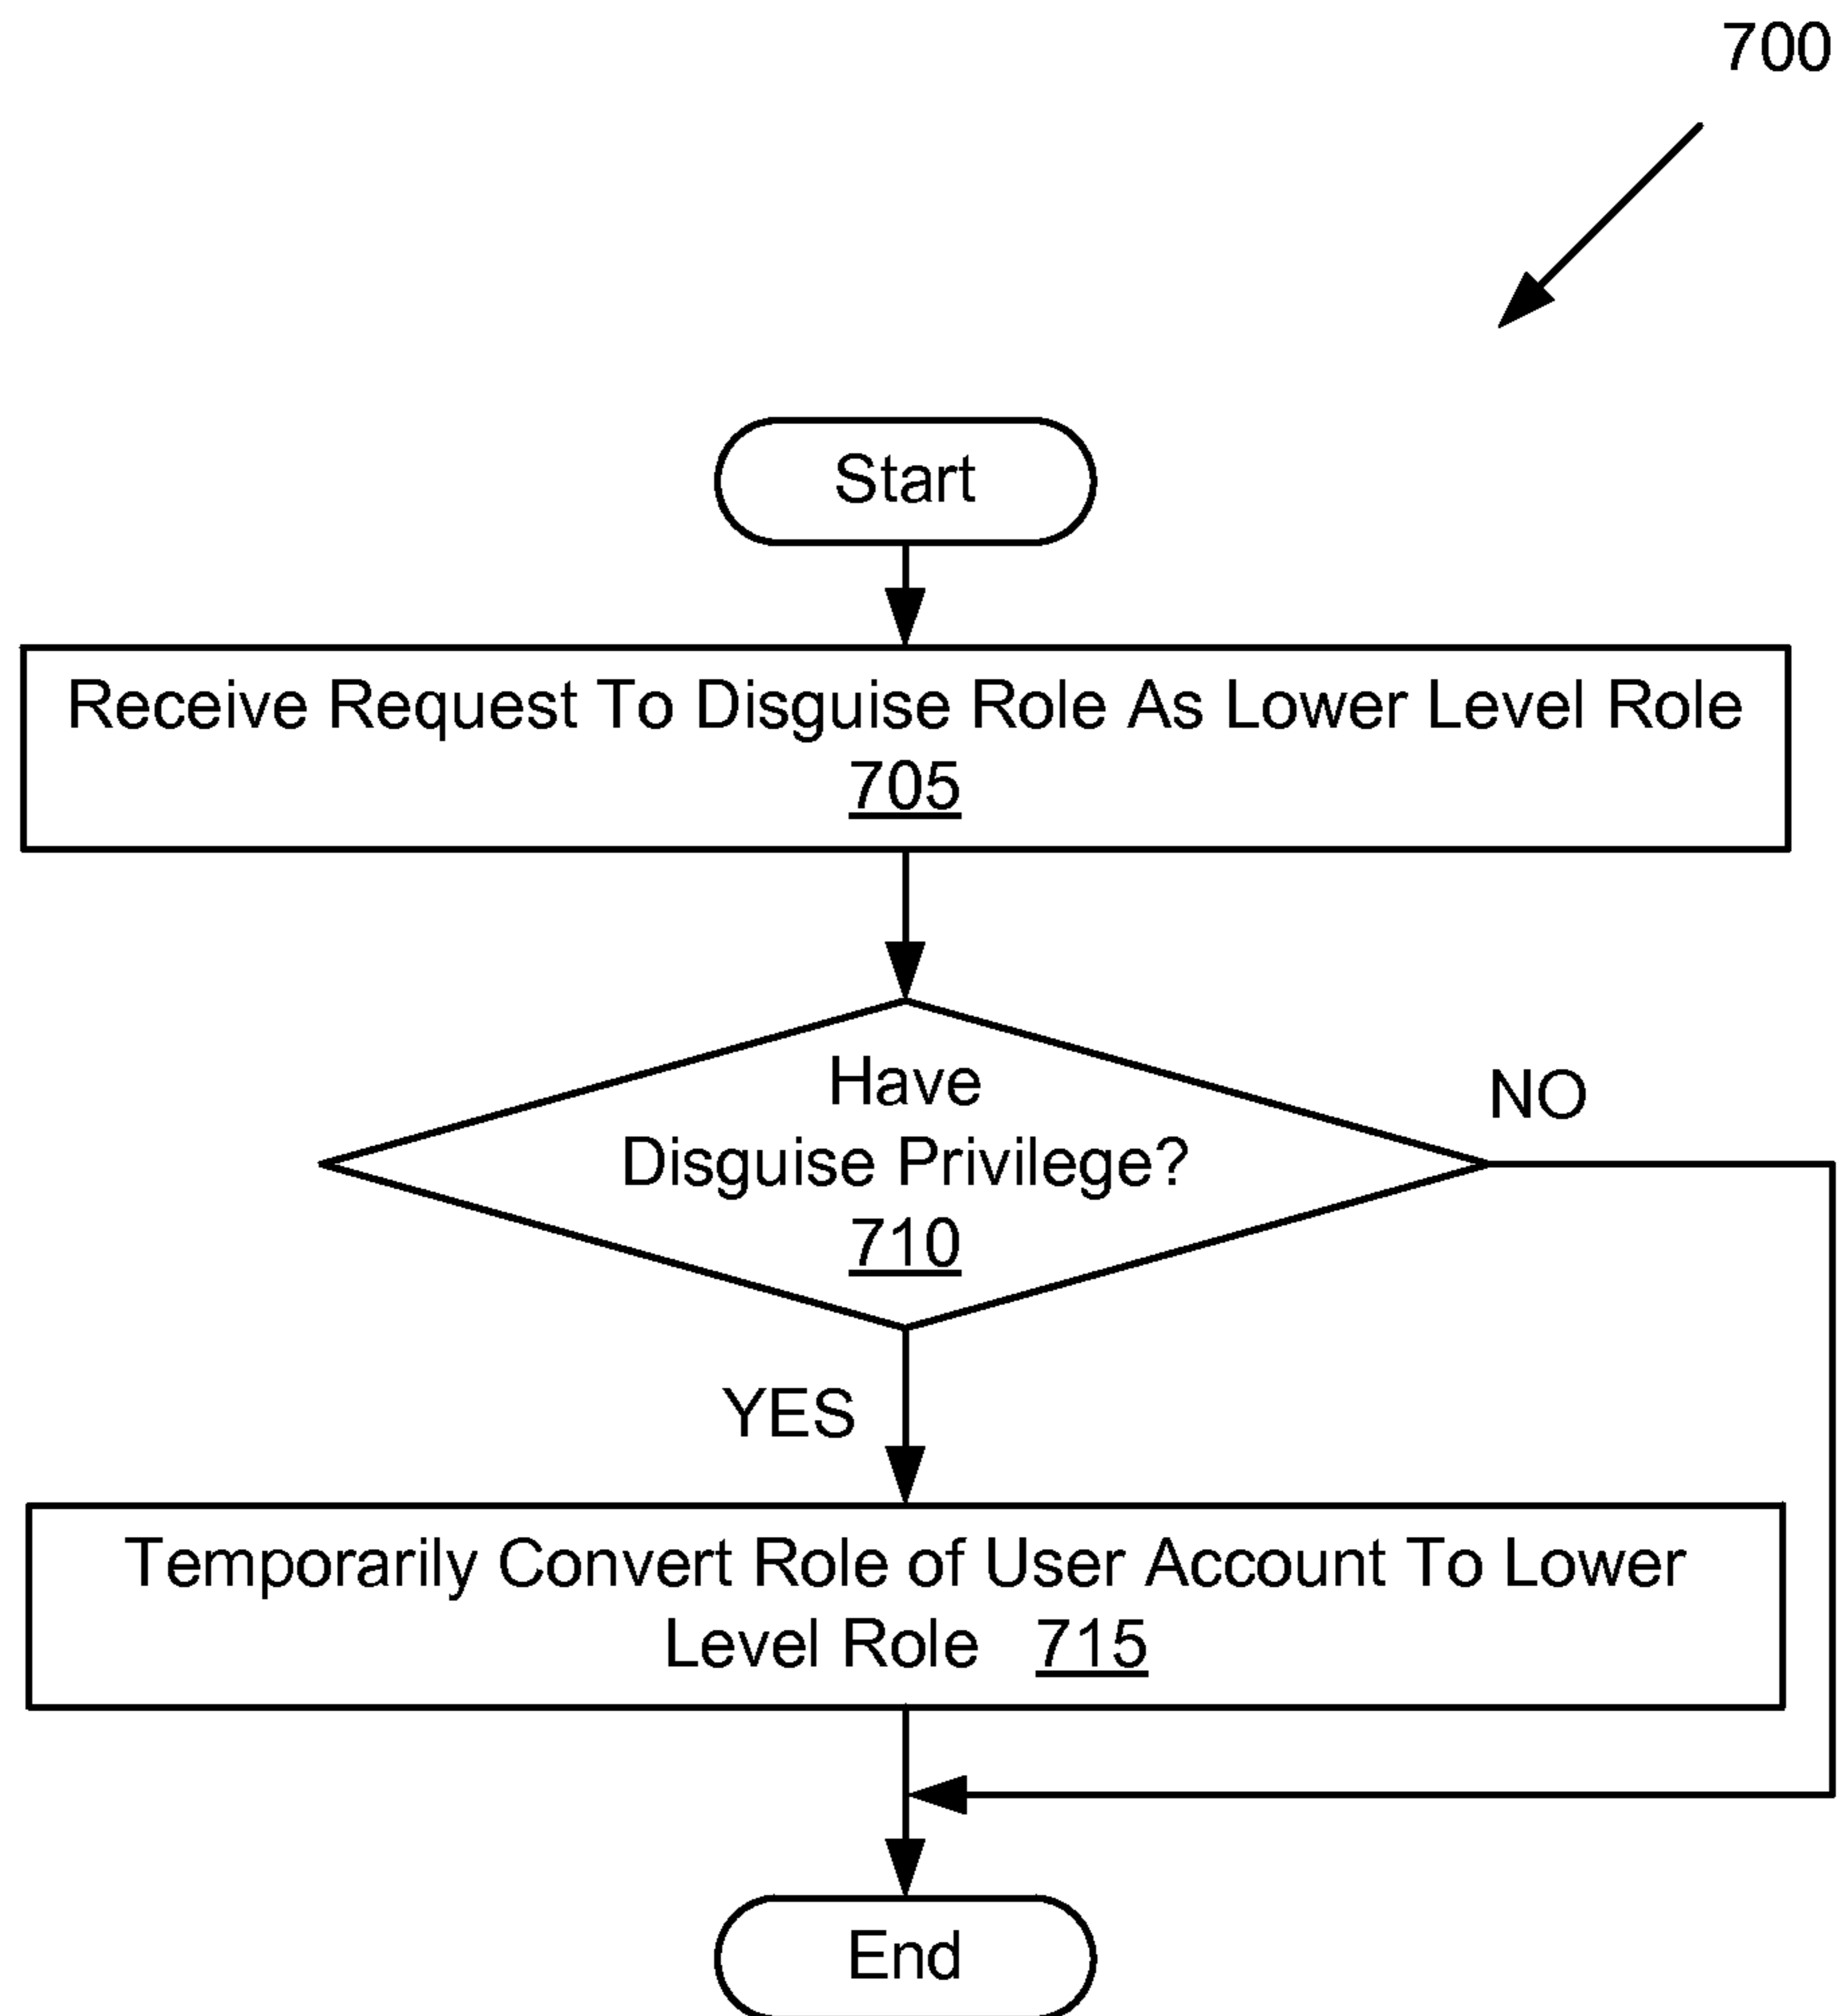 700
Start
Receive Request To Disguise Role As Lower Level Role
705
Have
Disguise Privilege?
710
NO
YES
Temporarily Convert Role of User Account To Lower
Level Role 715
End